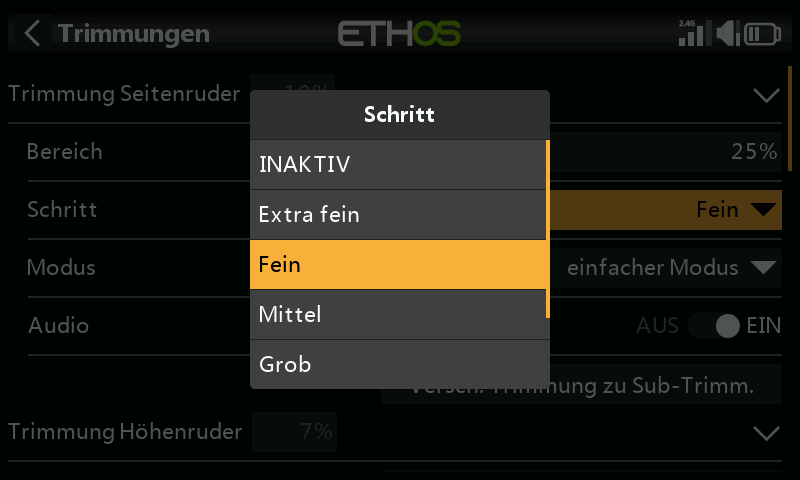 Trimmungen ETHOS 2.4G
Trimmung Seitenruder
Schritt
Bereich 25%
INAKTIV
Schritt Fein
Extra fein
Fein
Modus einfacher Modus
Mittel
Audio AUS EIN
Grob
Versch. Trimmung zu Sub-Trimm.
Trimmung Höhenruder 7%